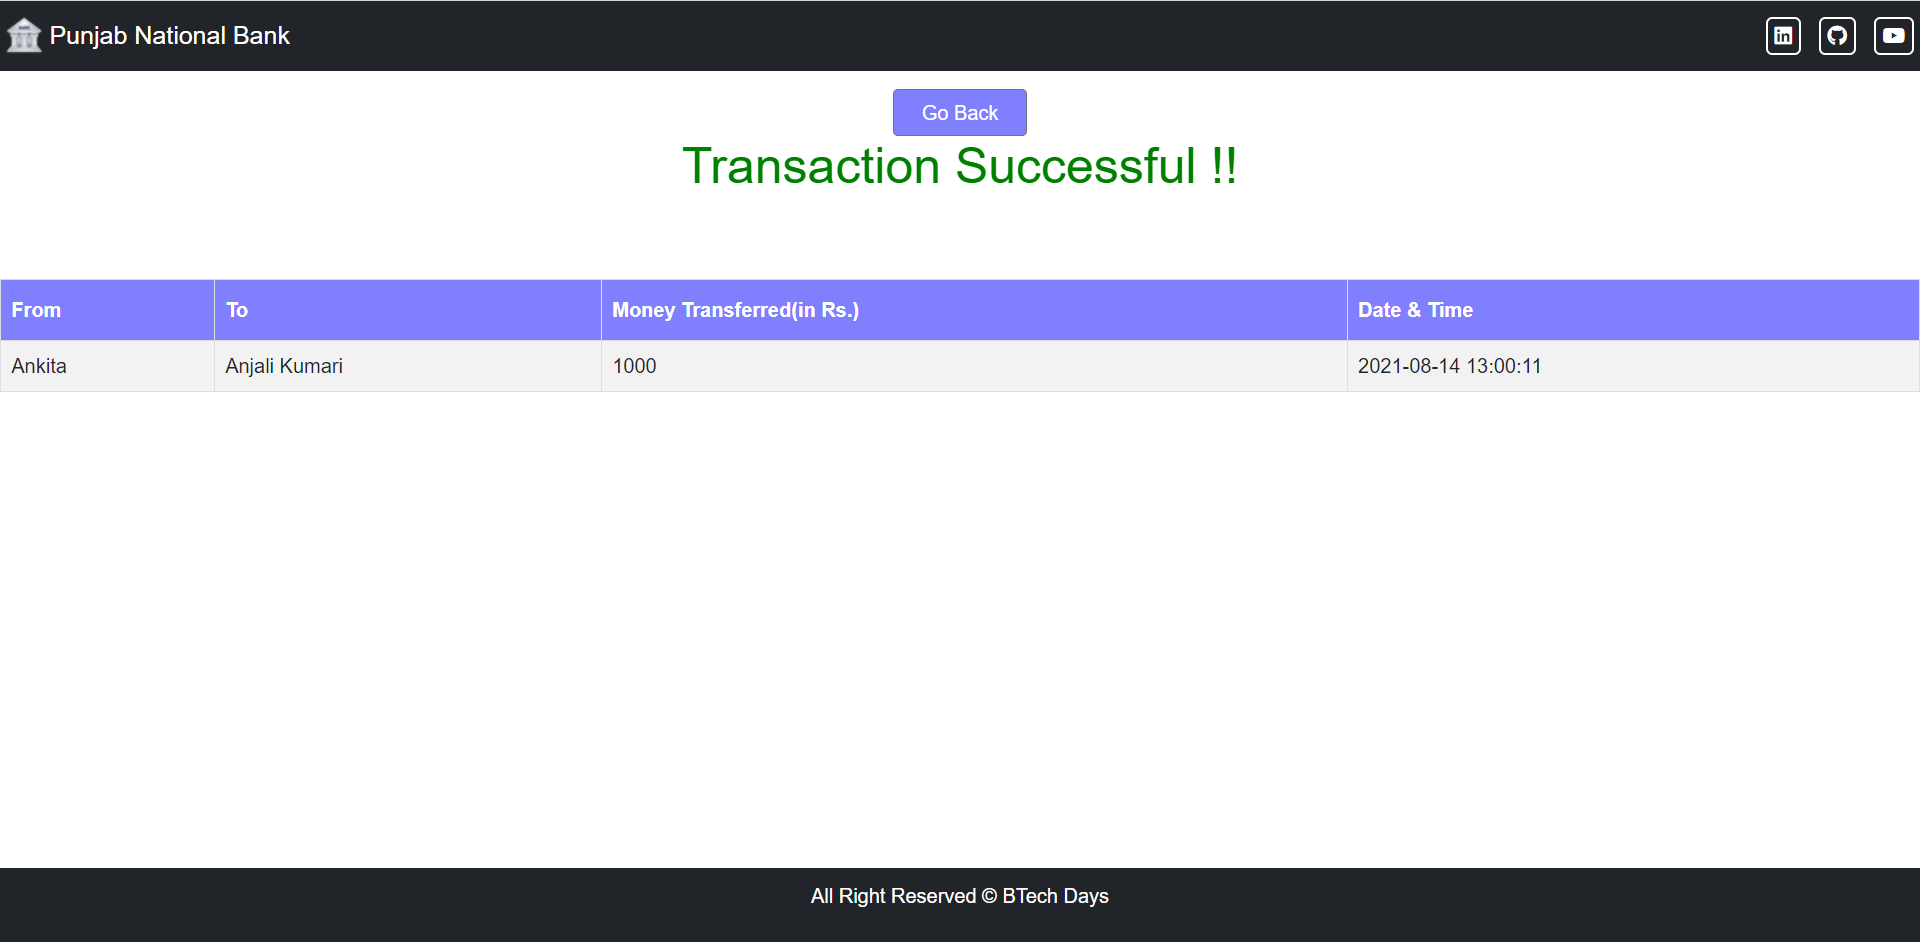 Punjab National Bank
Go Back
Transaction Successful !!
From To Money Transferred(in Rs.) Date & Time
Ankita Anjali Kumari 1000 2021-08-14 13:00:11
All Right Reserved © BTech Days